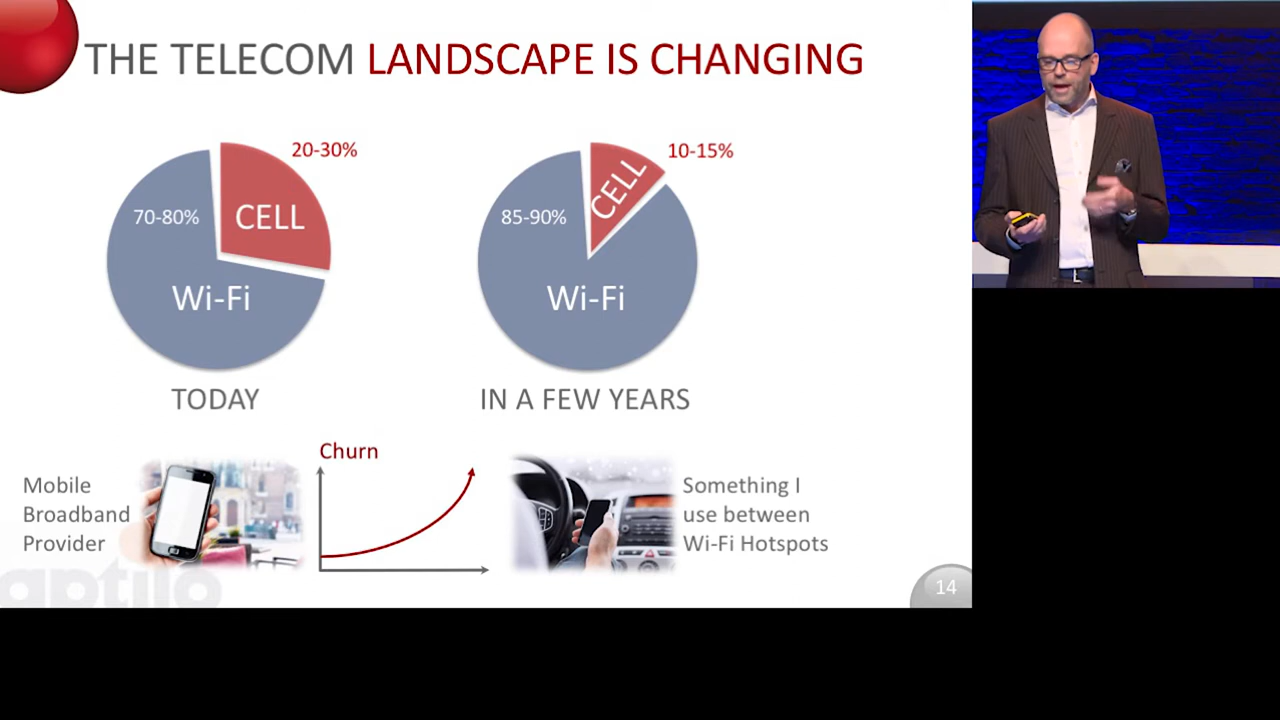 THE TELECOM LANDSCAPE IS CHANGING
20-30%
70-80%
CELL
Wi-Fi
TODAY
10-15%
85-90%
CELL
Wi-Fi
IN A FEW YEARS
Mobile
Broadband
Provider
Churn
Something I
use between
Wi-Fi Hotspots
aptilo
14